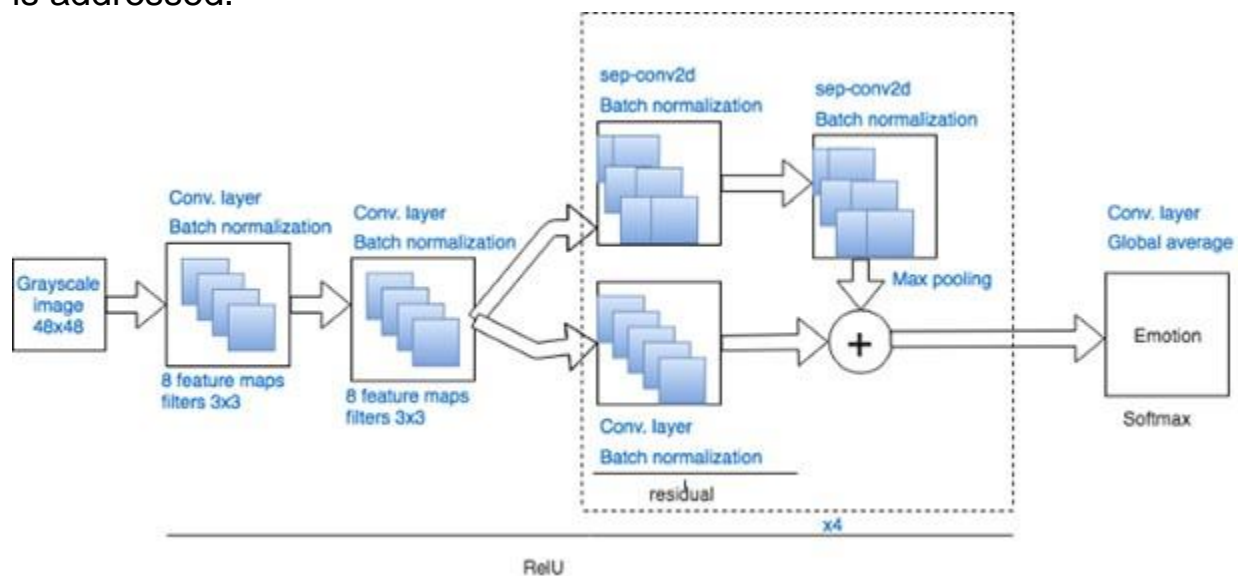 is addressed.
Grayscale
image
48x48
Conv. layer
Batch normalization
8 feature maps
filters 3x3
Conv. layer
Batch normalization
8 feature maps
filters 3x3
sep-conv2d
Batch normalization
sep-conv2d
Batch normalization
Max pooling
+
Conv. layer
Batch normalization
residual
x4
RelU
Conv. layer
Global average
Emotion
Softmax